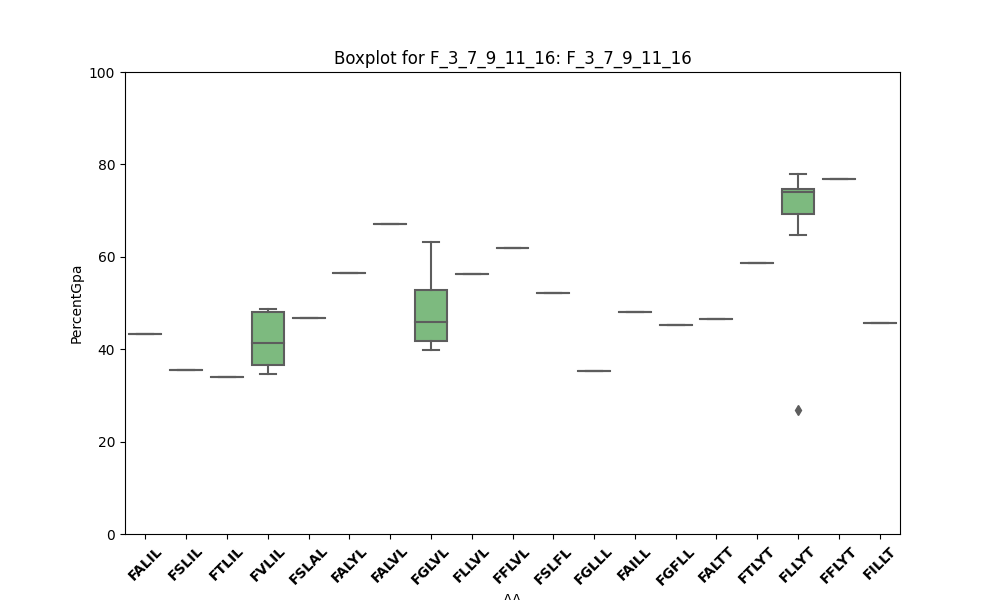 Boxplot for F_3_7_9_11_16: F_3_7_9_11_16
PercentGpa
100
80
60
40
20
0
FALIL
FSLIL
FTLIL
FVLIL
FSLAL
FALYL
FALVL
FGLVL
FLLVL
FFLVL
FSLFL
FGLLL
FAILL
FGFLL
FALTT
FTLYT
FLLYT
FFLYT
FILLT
AA